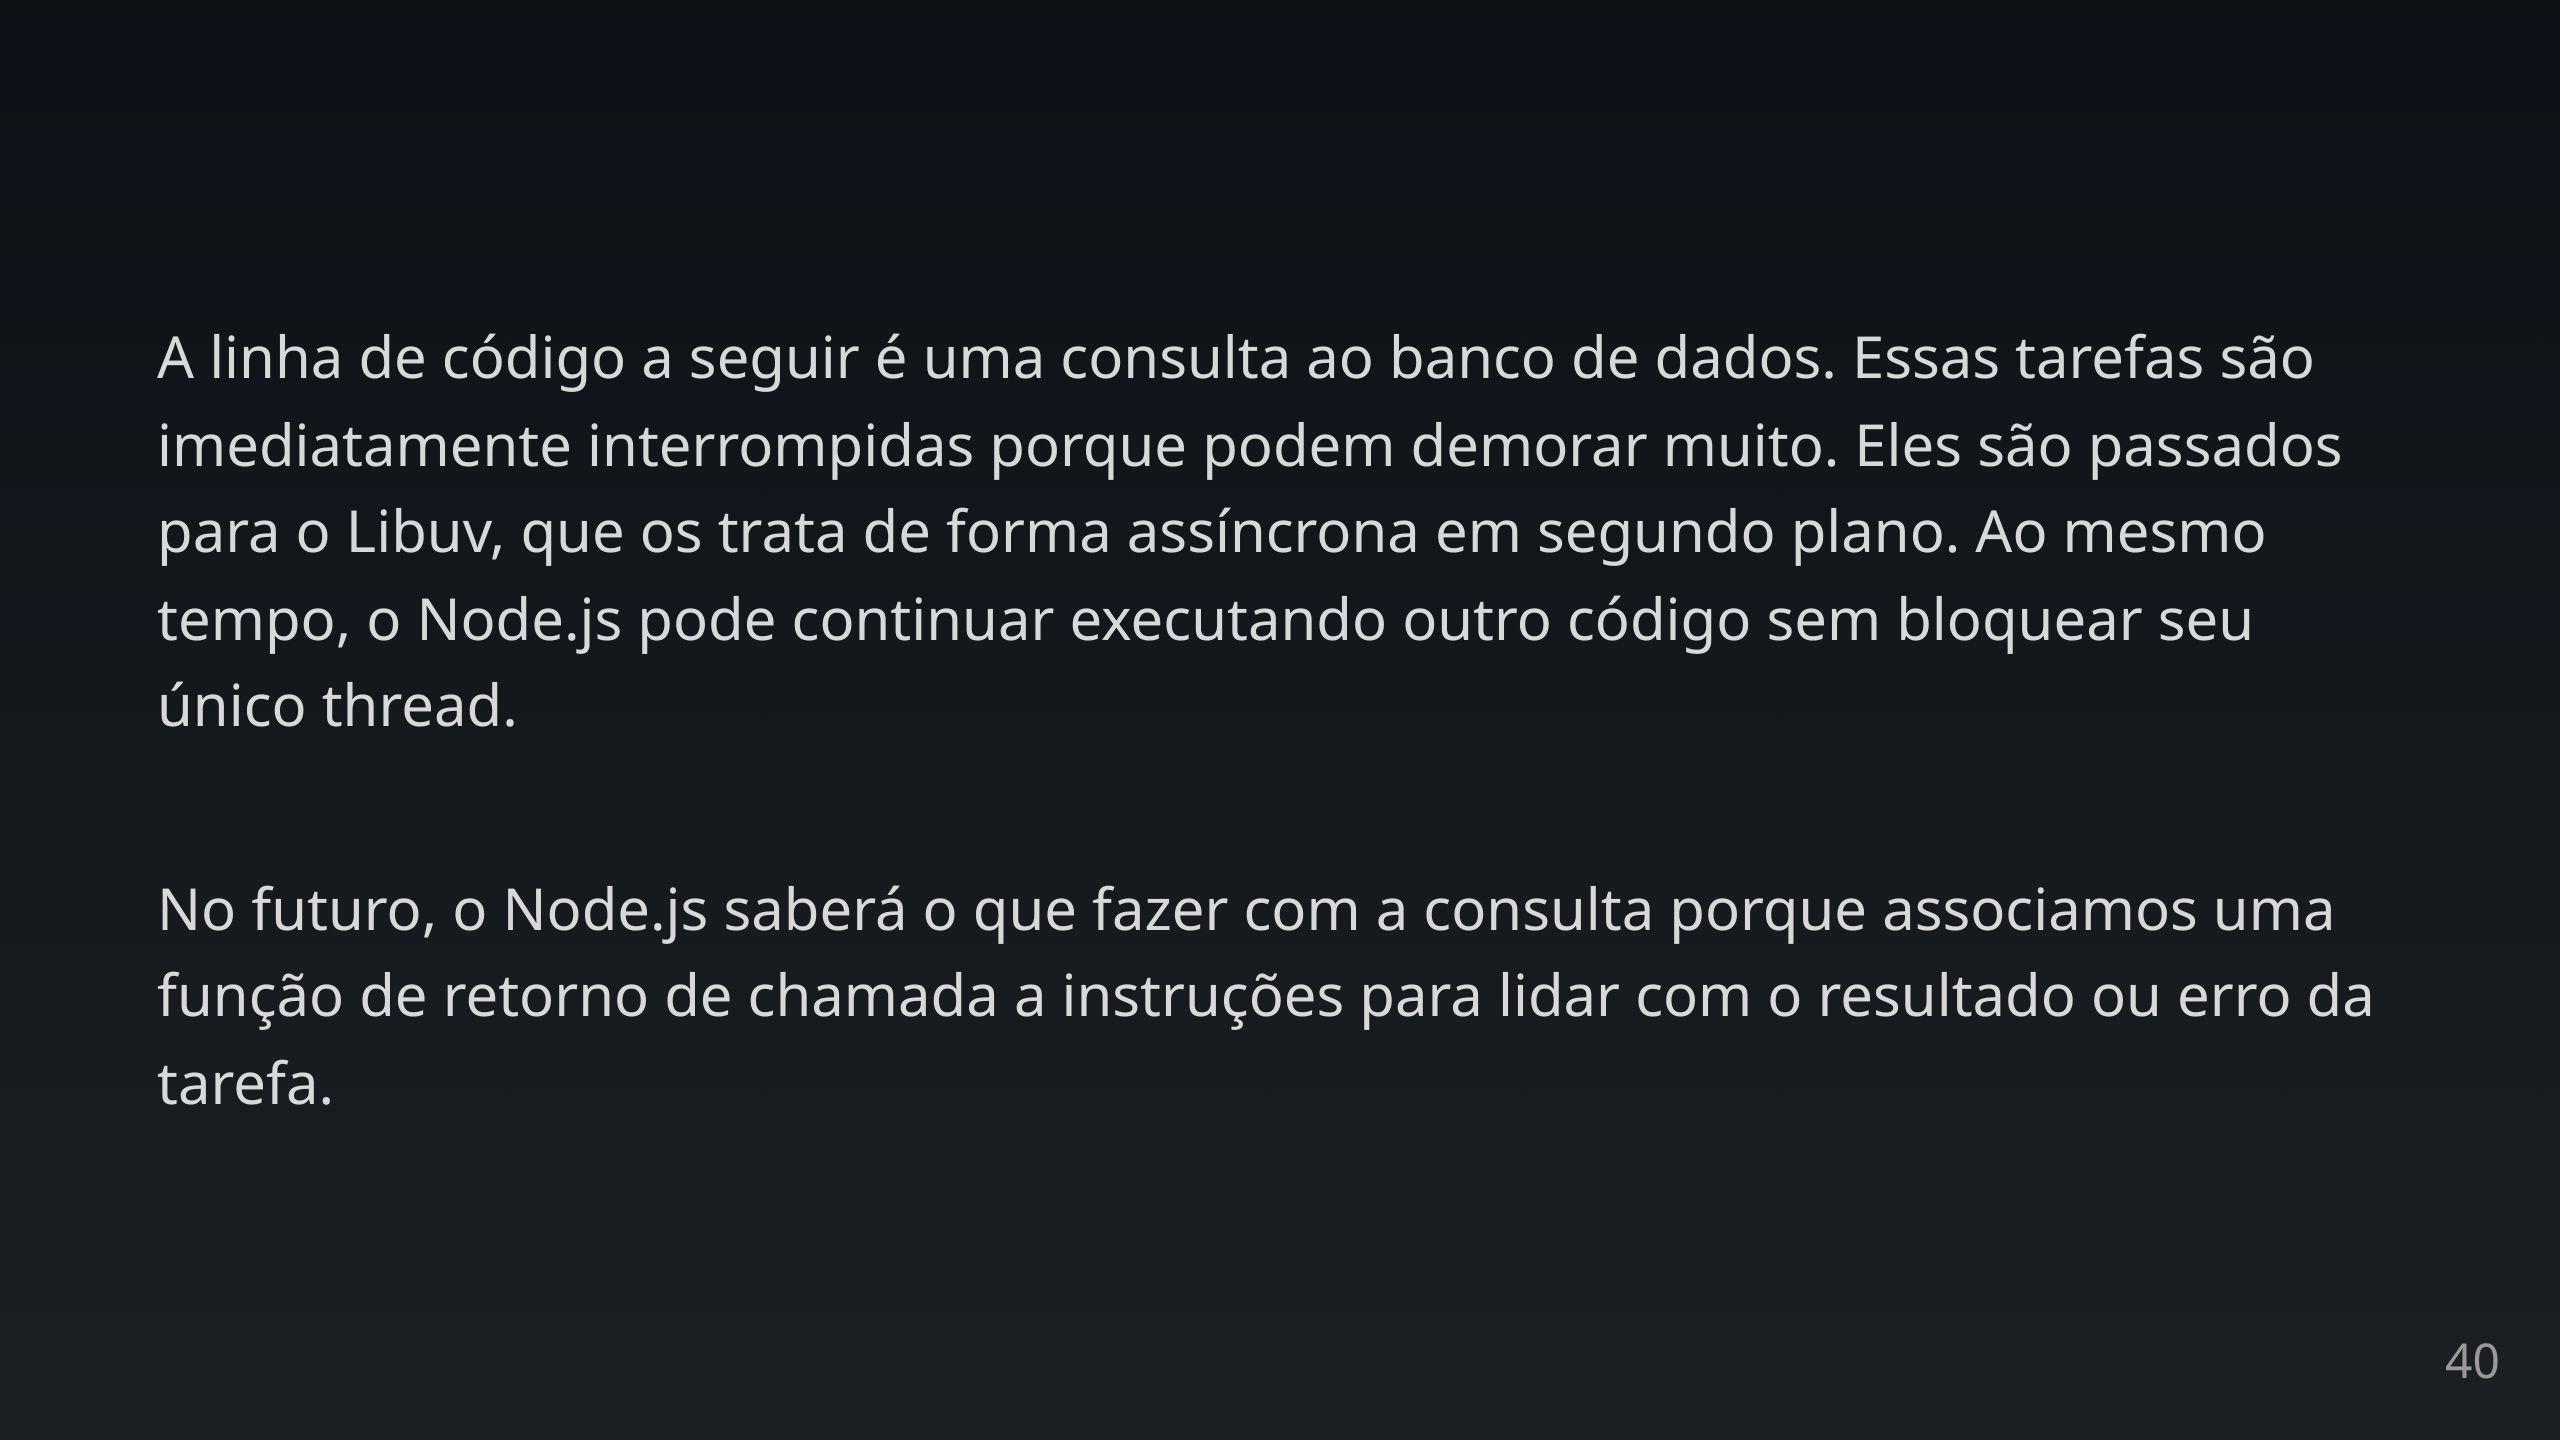 A linha de código a seguir é uma consulta ao banco de dados. Essas tarefas são
imediatamente interrompidas porque podem demorar muito. Eles são passados
para o Libuv, que os trata de forma assíncrona em segundo plano. Ao mesmo
tempo, o Node.js pode continuar executando outro código sem bloquear seu
único thread.
No futuro, o Node.js saberá o que fazer com a consulta porque associamos uma
função de retorno de chamada a instruções para lidar com o resultado ou erro da
tarefa.
40